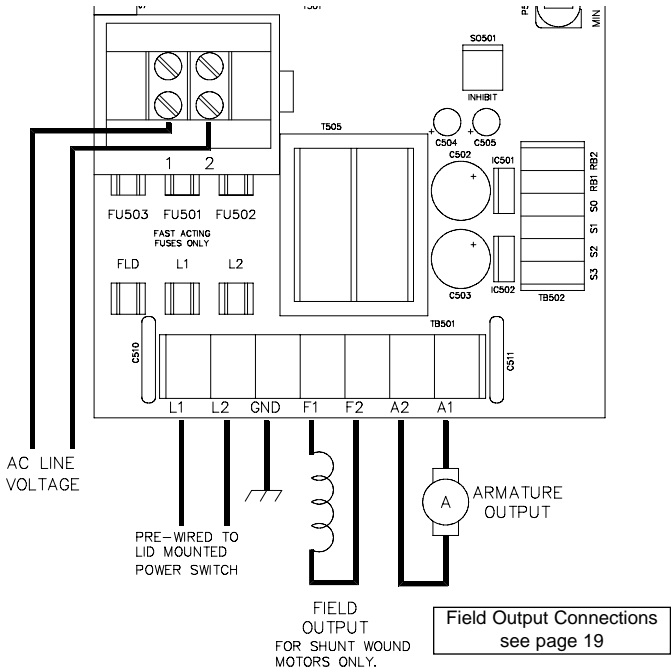 P5
MIN
SO501
INHIBIT
T505
C504
C505
C502
IC501
1 2
RB2
RB1
S0
S1
S2
S3
FU503 FU501 FU502
FAST ACTING
FUSES ONLY
FLD L1 L2
C503
IC502
TB502
TB501
C510
C511
L1 L2 GND F1 F2 A2 A1
AC LINE
VOLTAGE
A
ARMATURE
OUTPUT
PRE-WIRED TO
LID MOUNTED
POWER SWITCH
FIELD
OUTPUT
FOR SHUNT WOUND
MOTORS ONLY.
Field Output Connections
see page 19